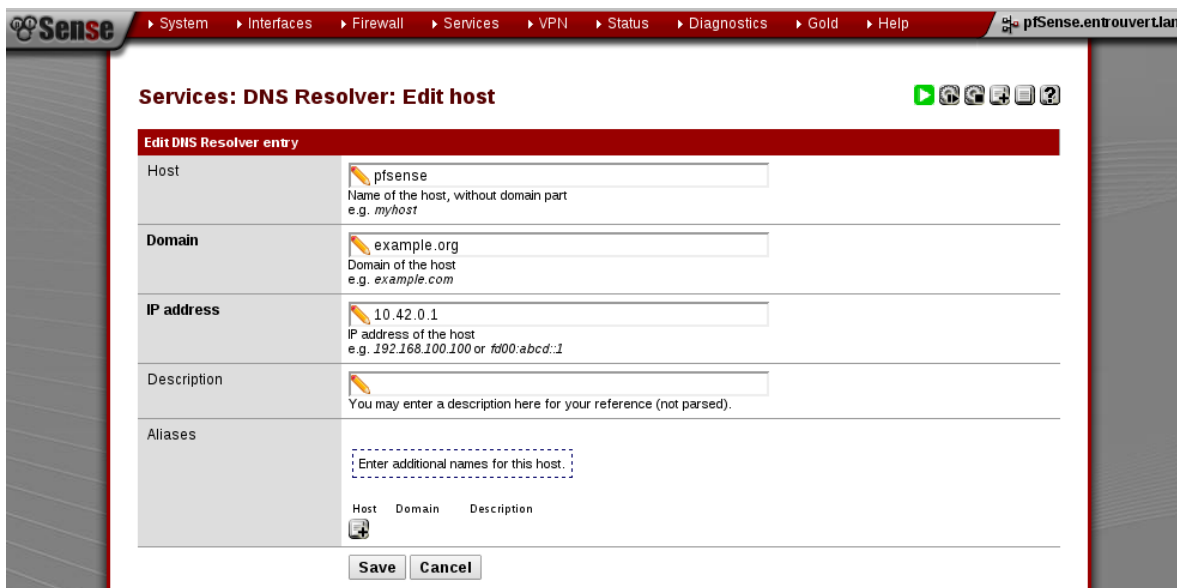 Sense
System Interfaces Firewall Services VPN Status Diagnostics Gold Help
pfSense.entrouvert.lan
Services: DNS Resolver: Edit host
Edit DNS Resolver entry
Host
pfsense
Name of the host, without domain part
e.g. myhost
Domain
example.org
Domain of the host
e.g. example.com
IP address
10.42.0.1
IP address of the host
e.g. 192.168.100.100 or fd00:abcd::1
Description
You may enter a description here for your reference (not parsed).
Aliases
Enter additional names for this host.
Host Domain Description
Save Cancel